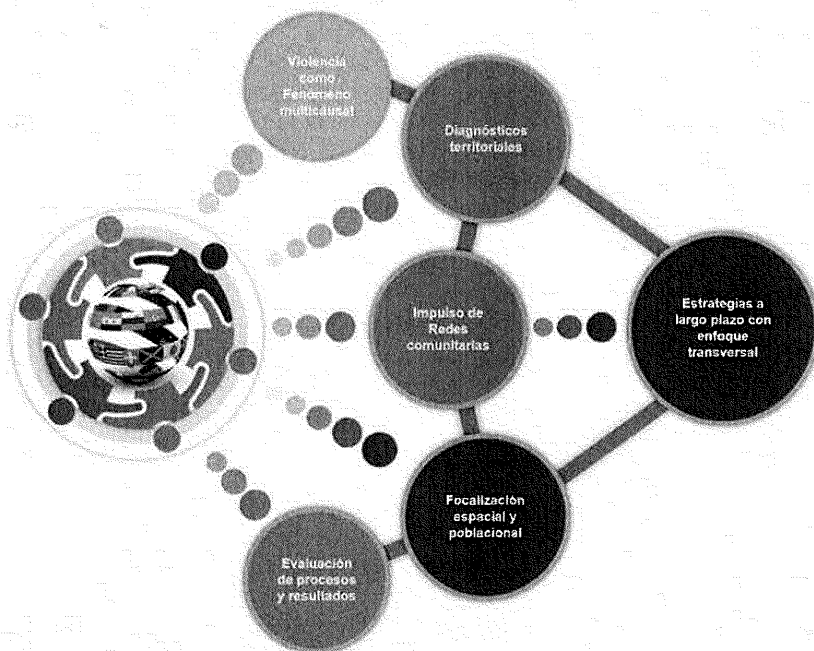 Violencia
como
Fenómeno
multicausal
Diagnósticos
territoriales
Impulso de
Redes
comunitarias
Estrategias a
largo plazo con
enfoque
transversal
Focalización
espacial y
poblacional
Evaluación
de procesos
y resultados